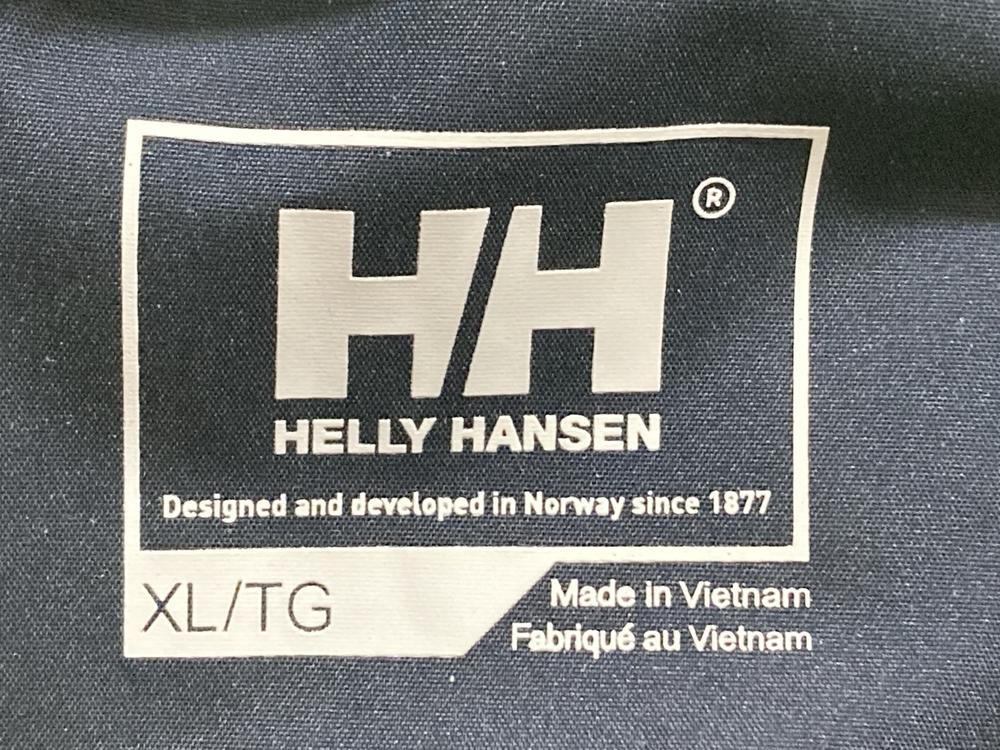 HH®
HELLY HANSEN
Designed and developed in Norway since 1877
XL/TG
Made in Vietnam
Fabriqué au Vietnam